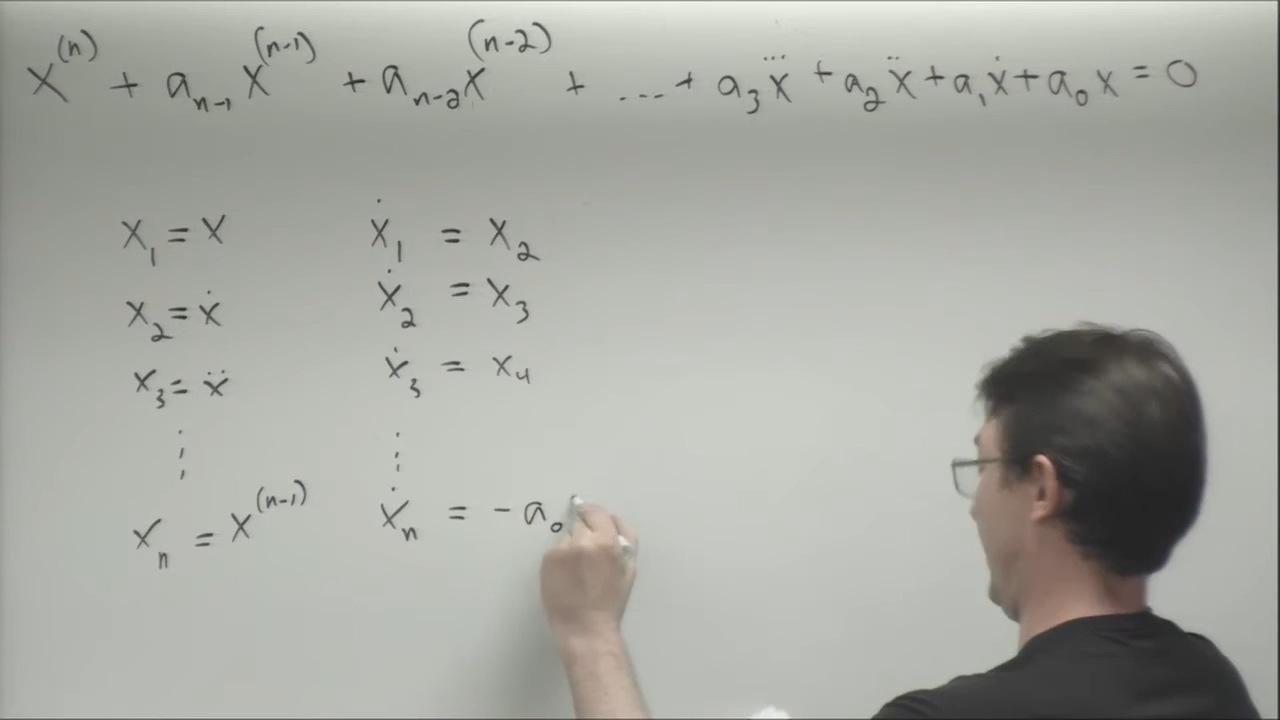 x^(n) + a_{n-1} x^(n-1) + a_{n-2} x^(n-2) + ... + a_3 x⃛ + a_2 ẍ + a_1 ẋ + a_0 x = 0
x_1 = x    ẋ_1 = x_2
x_2 = ẋ    ẋ_2 = x_3
x_3 = ẍ    ẋ_3 = x_4
⋮    ⋮
x_n = x^(n-1)    ẋ_n = - a_0